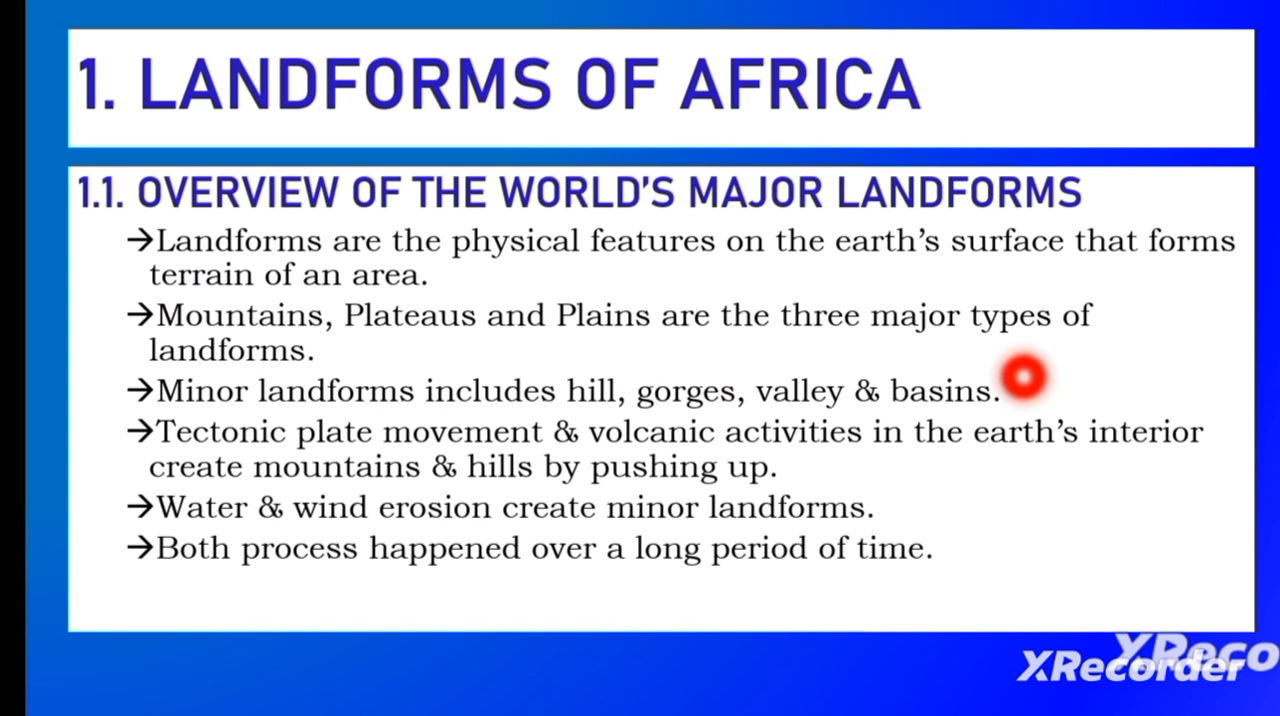 1. LANDFORMS OF AFRICA
1.1. OVERVIEW OF THE WORLD'S MAJOR LANDFORMS
→Landforms are the physical features on the earth's surface that forms
terrain of an area.
→Mountains, Plateaus and Plains are the three major types of
landforms.
→Minor landforms includes hill, gorges, valley & basins.
→Tectonic plate movement & volcanic activities in the earth's interior
create mountains & hills by pushing up.
→Water & wind erosion create minor landforms.
→Both process happened over a long period of time.
XReco
XRecorder